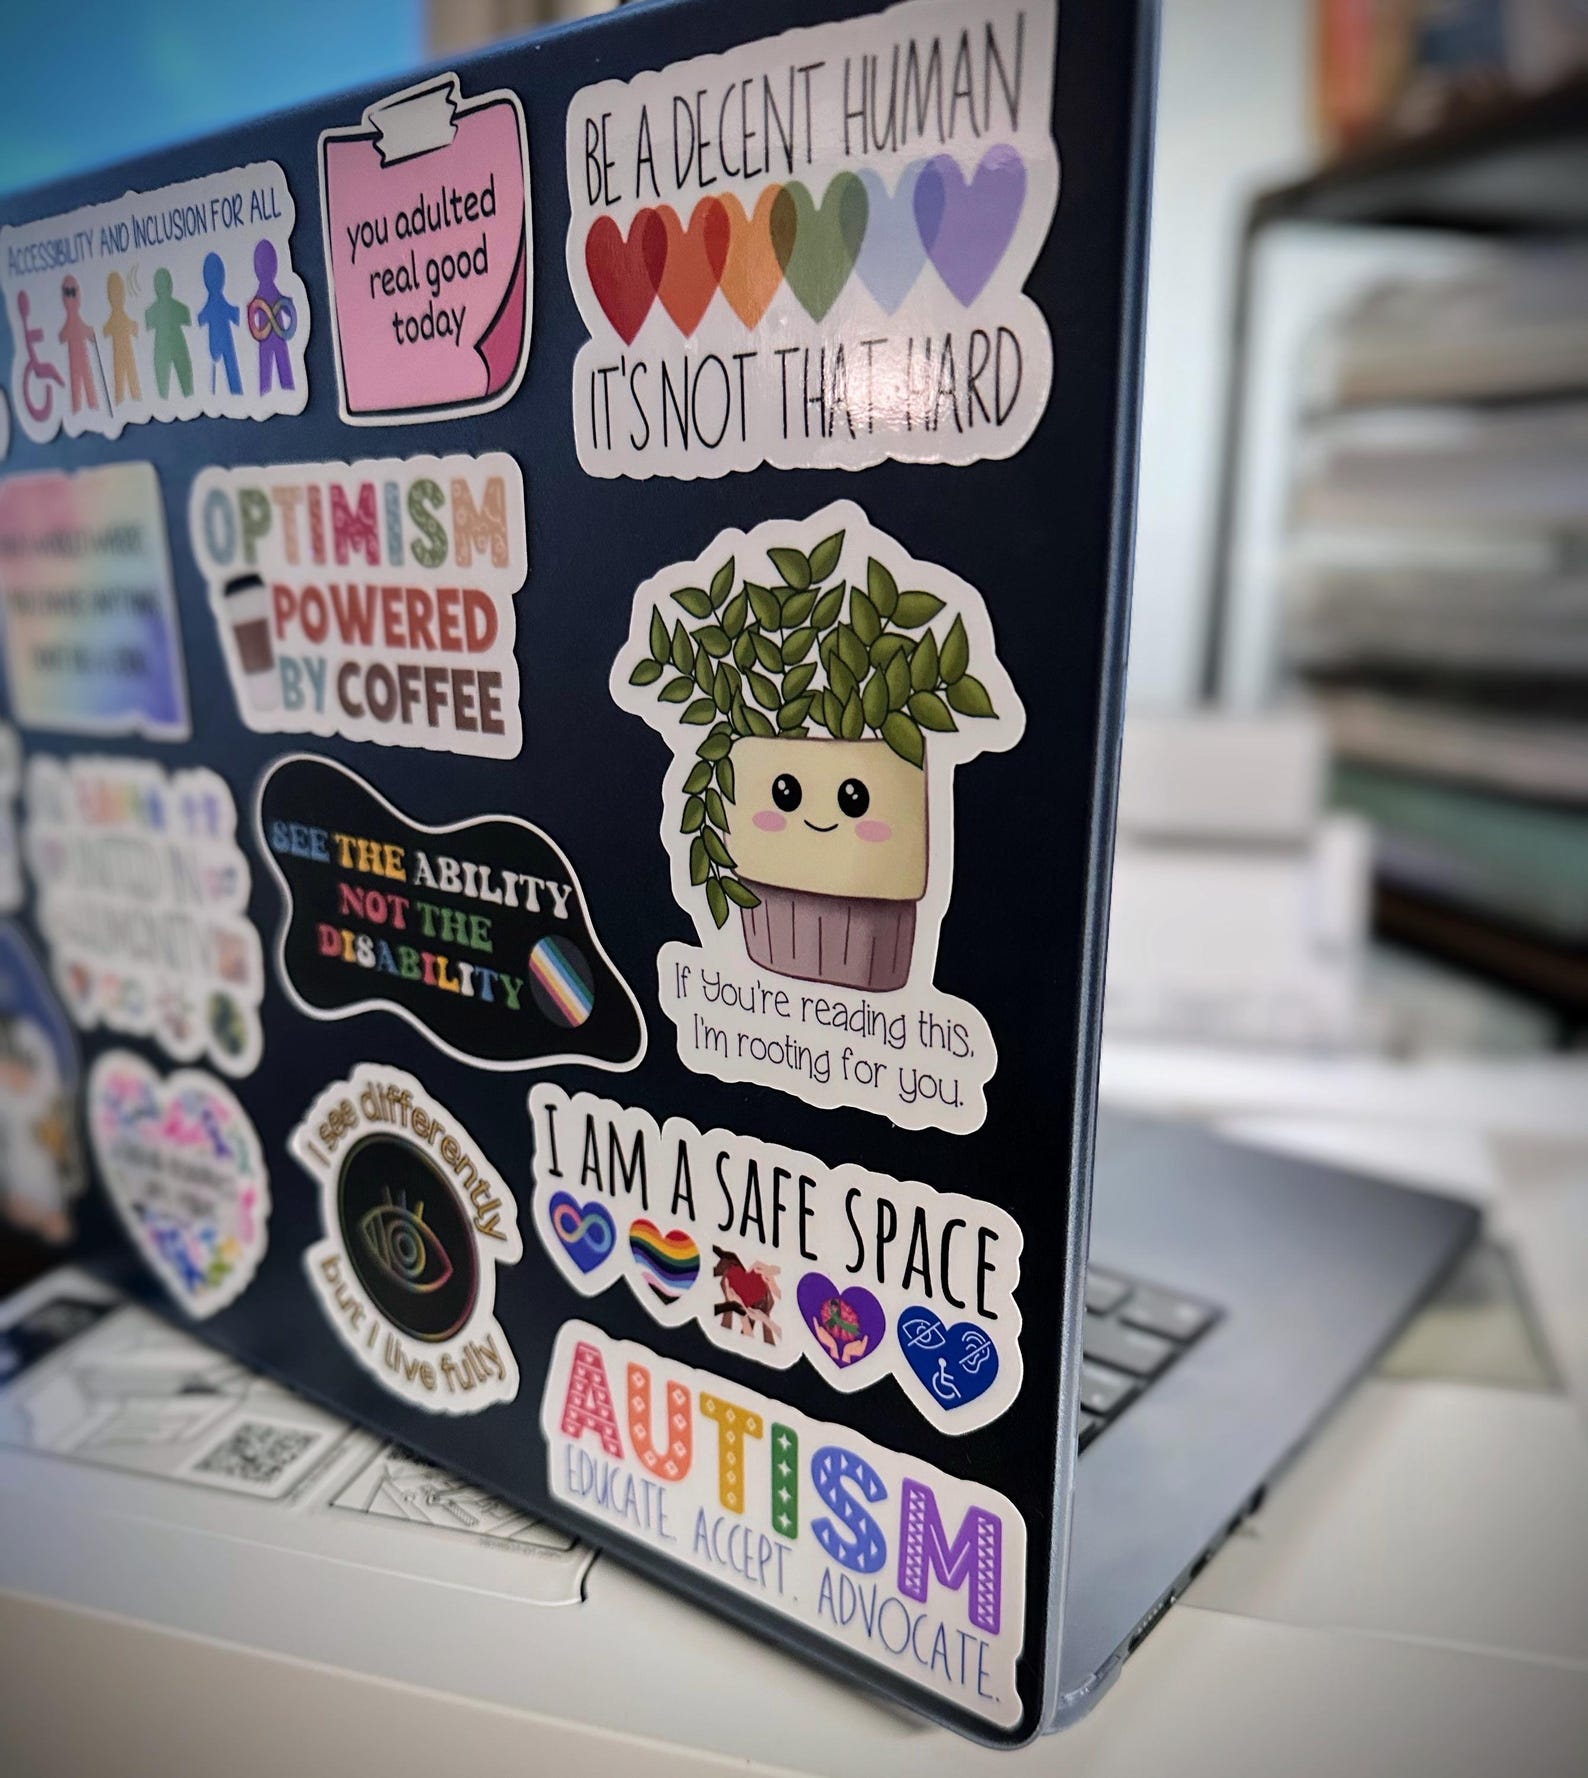 ACCESSIBILITY AND INCLUSION FOR ALL
you adulted
real good
today
BE A DECENT HUMAN
IT'S NOT THAT HARD
OPTIMISM
POWERED
BY COFFEE
SEE THE ABILITY
NOT THE
DISABILITY
If You're reading this,
I'm rooting for you.
I see differently
but I live fully
I AM A SAFE SPACE
AUTISM
EDUCATE. ACCEPT. ADVOCATE.